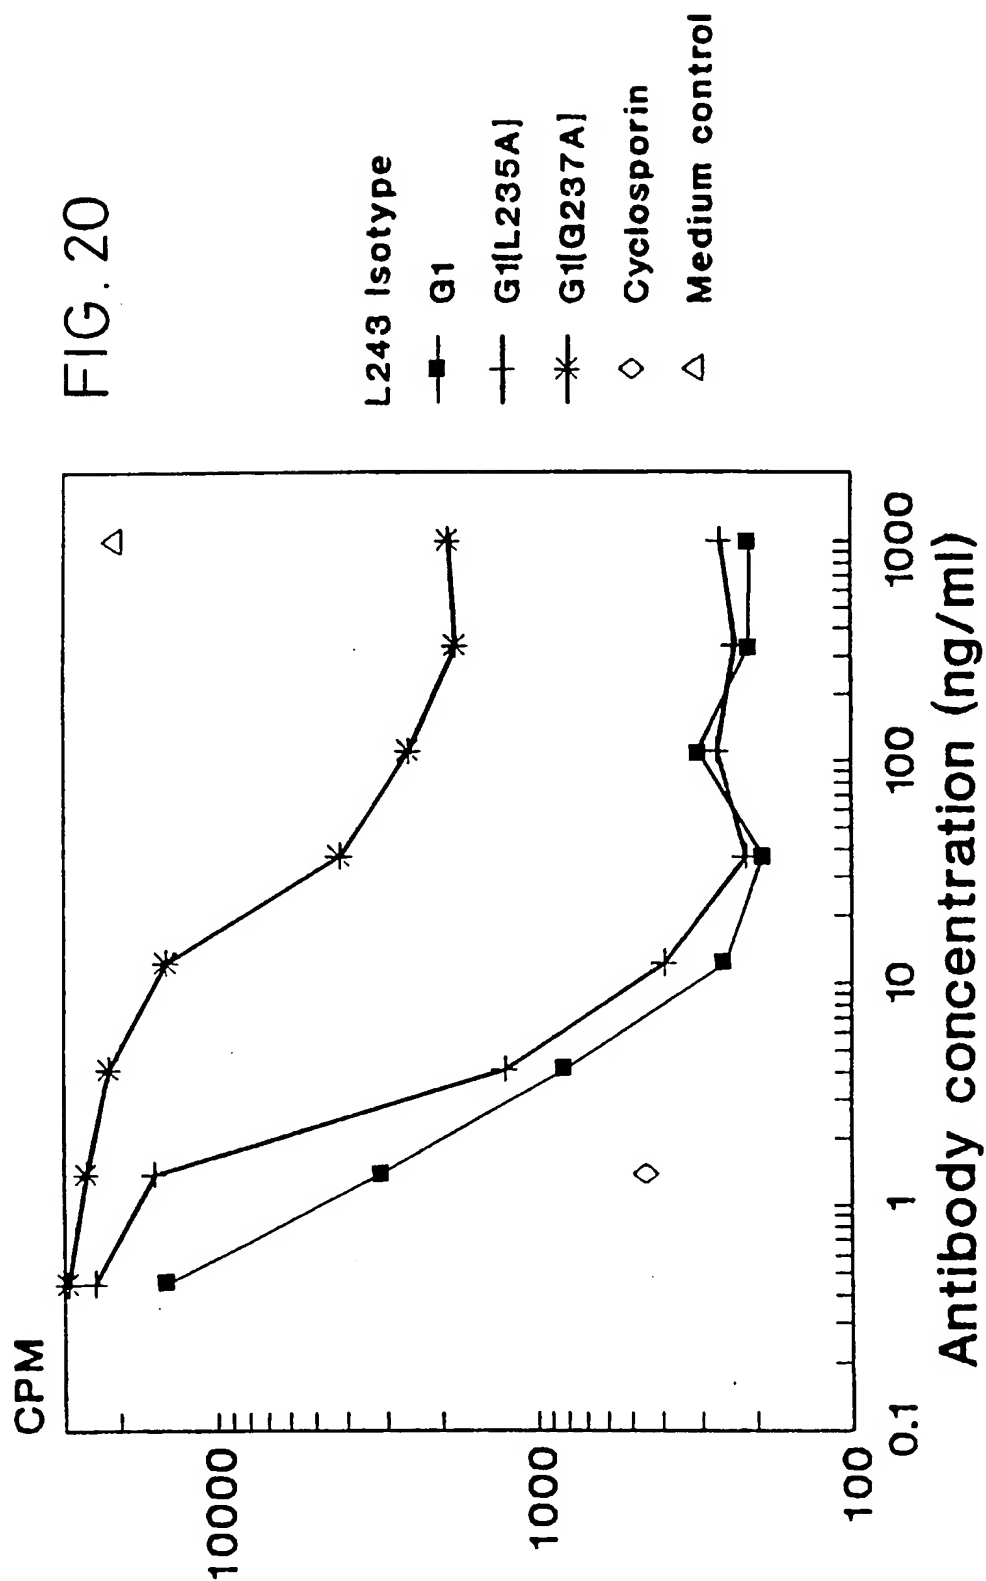 FIG. 20
CPM
10000
1000
100
0.1
1
10
100
1000
Antibody concentration (ng/ml)
L243 Isotype
G1
G1[L235A]
G1[G237A]
Cyclosporin
Medium control